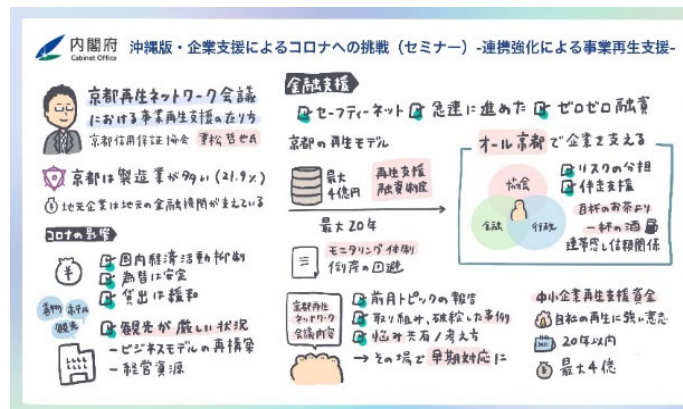 内閣府
Cabinet Office
沖縄版・企業支援によるコロナへの挑戦（セミナー）-連携強化による事業再生支援-
京都再生ネットワーク会議
における事業再生支援の在り方
京都信用保証協会 重松 哲也氏
京都は製造業が多い（21.9%）
地元企業は地元の金融機関が支えている
コロナの影響
国内経済活動抑制
為替は安定
貸出は緩和
着物 ホテル
観光
観光が厳しい状況
- ビジネスモデルの再構築
- 経営資源
金融支援
セーフティーネット 急速に進めた ゼロゼロ融資
京都の再生モデル
最大
4億円
再生支援
融資制度
最大20年
モニタリング体制
倒産の回避
オール京都で企業を支える
協会
金融 行政
リスクの分担
伴走支援
百杯のお茶より
一杯の酒
連帯感と信頼関係
京都再生
ネットワーク
会議内容
前月トピックの報告
取り組み、破綻した事例
悩み共有/考え方
→その場で早期対応に
中小企業再生支援資金
自社の再生に強い意志
20年以内
最大4億